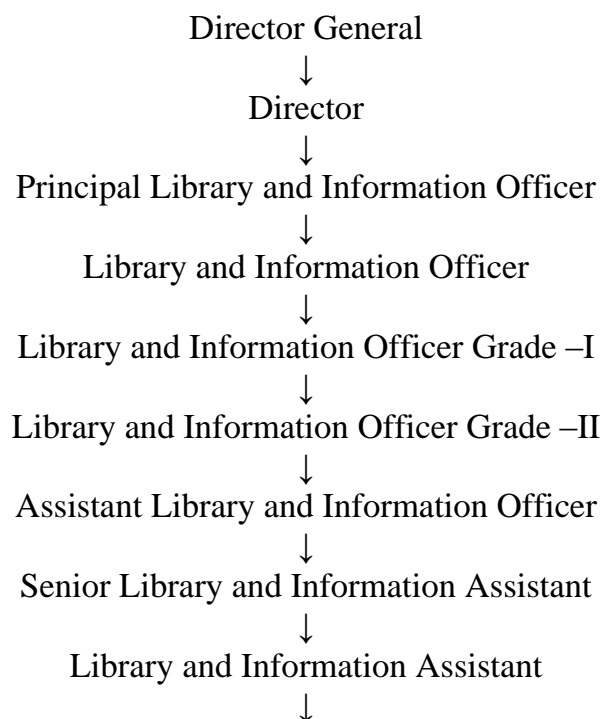 Director General
↓
Director
↓
Principal Library and Information Officer
↓
Library and Information Officer
↓
Library and Information Officer Grade –I
↓
Library and Information Officer Grade –II
↓
Assistant Library and Information Officer
↓
Senior Library and Information Assistant
↓
Library and Information Assistant
↓